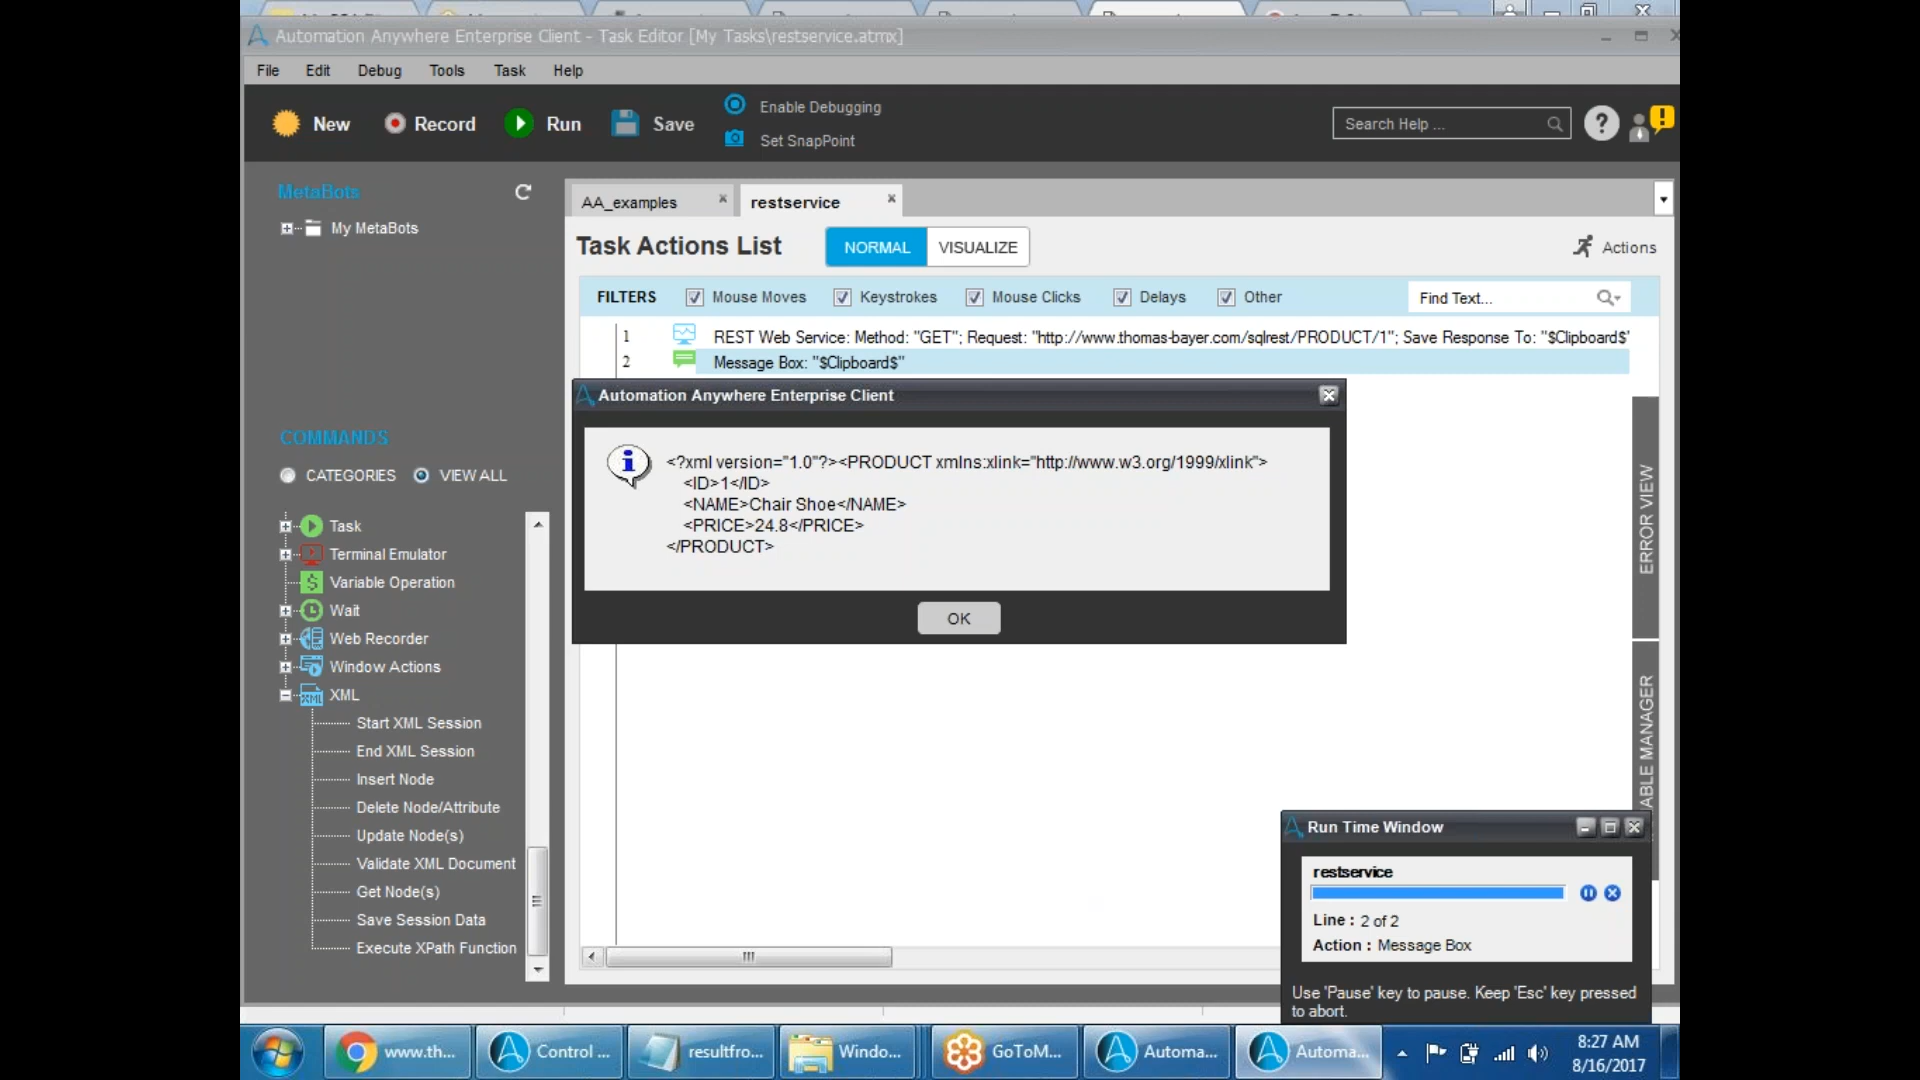 Automation Anywhere Enterprise Client - Task Editor [My Tasks\restservice.atmx]
File Edit Debug Tools Task Help
New Record Run Save
Enable Debugging
Set SnapPoint
Search Help ...
MetaBots
My MetaBots
AA_examples
restservice
Task Actions List
NORMAL VISUALIZE
Actions
FILTERS Mouse Moves Keystrokes Mouse Clicks Delays Other
Find Text...
1 REST Web Service: Method: "GET"; Request: "http://www.thomas-bayer.com/sqlrest/PRODUCT/1"; Save Response To: "$Clipboard$"
2 Message Box: "$Clipboard$"
Automation Anywhere Enterprise Client
<?xml version="1.0"?><PRODUCT xmlns:xlink="http://www.w3.org/1999/xlink">
<ID>1</ID>
<NAME>Chair Shoe</NAME>
<PRICE>24.8</PRICE>
</PRODUCT>
OK
COMMANDS
CATEGORIES VIEW ALL
Task
Terminal Emulator
Variable Operation
Wait
Web Recorder
Window Actions
XML
Start XML Session
End XML Session
Insert Node
Delete Node/Attribute
Update Node(s)
Validate XML Document
Get Node(s)
Save Session Data
Execute XPath Function
ERROR VIEW
ABLE MANAGER
Run Time Window
restservice
Line : 2 of 2
Action : Message Box
Use 'Pause' key to pause. Keep 'Esc' key pressed
to abort.
www.th... Control ... resultfro... Windo... GoToM... Automa... Automa...
8:27 AM
8/16/2017